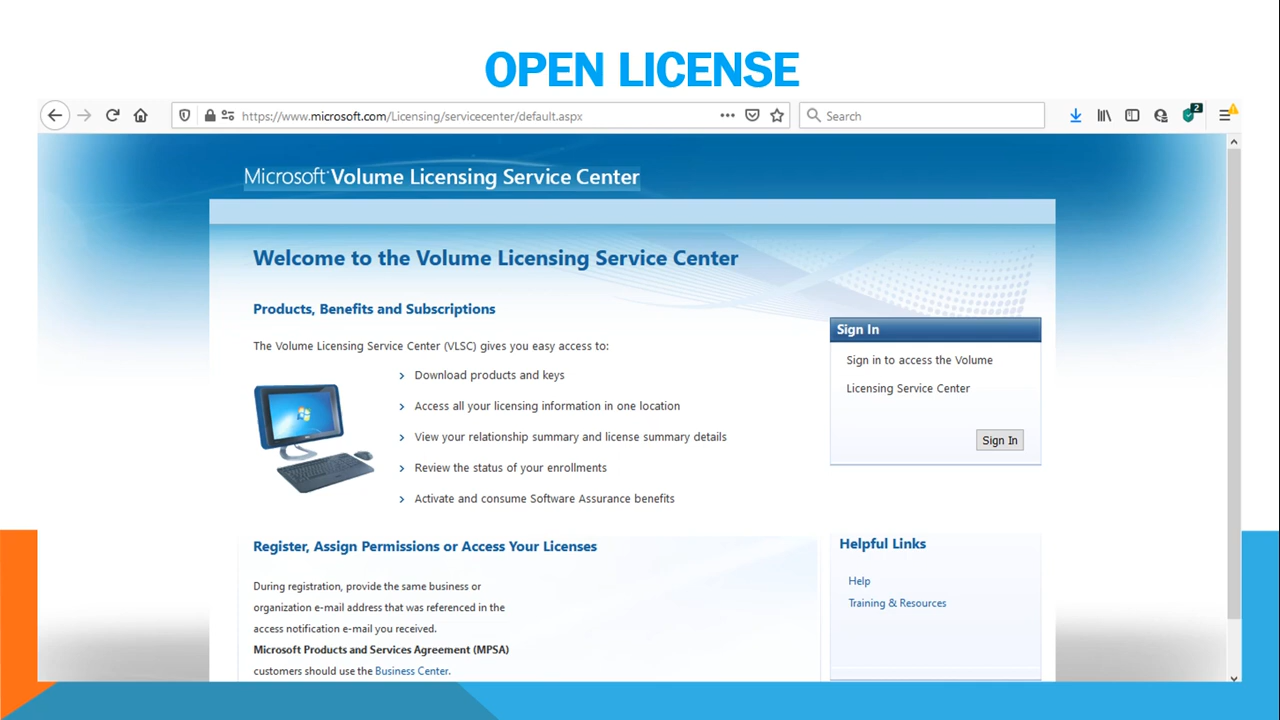 OPEN LICENSE
https://www.microsoft.com/Licensing/servicecenter/default.aspx
Search
2
Microsoft Volume Licensing Service Center
Welcome to the Volume Licensing Service Center
Products, Benefits and Subscriptions
The Volume Licensing Service Center (VLSC) gives you easy access to:
Download products and keys
Access all your licensing information in one location
View your relationship summary and license summary details
Review the status of your enrollments
Activate and consume Software Assurance benefits
Sign In
Sign in to access the Volume
Licensing Service Center
Sign In
Register, Assign Permissions or Access Your Licenses
During registration, provide the same business or
organization e-mail address that was referenced in the
access notification e-mail you received.
Microsoft Products and Services Agreement (MPSA)
customers should use the Business Center.
Helpful Links
Help
Training & Resources